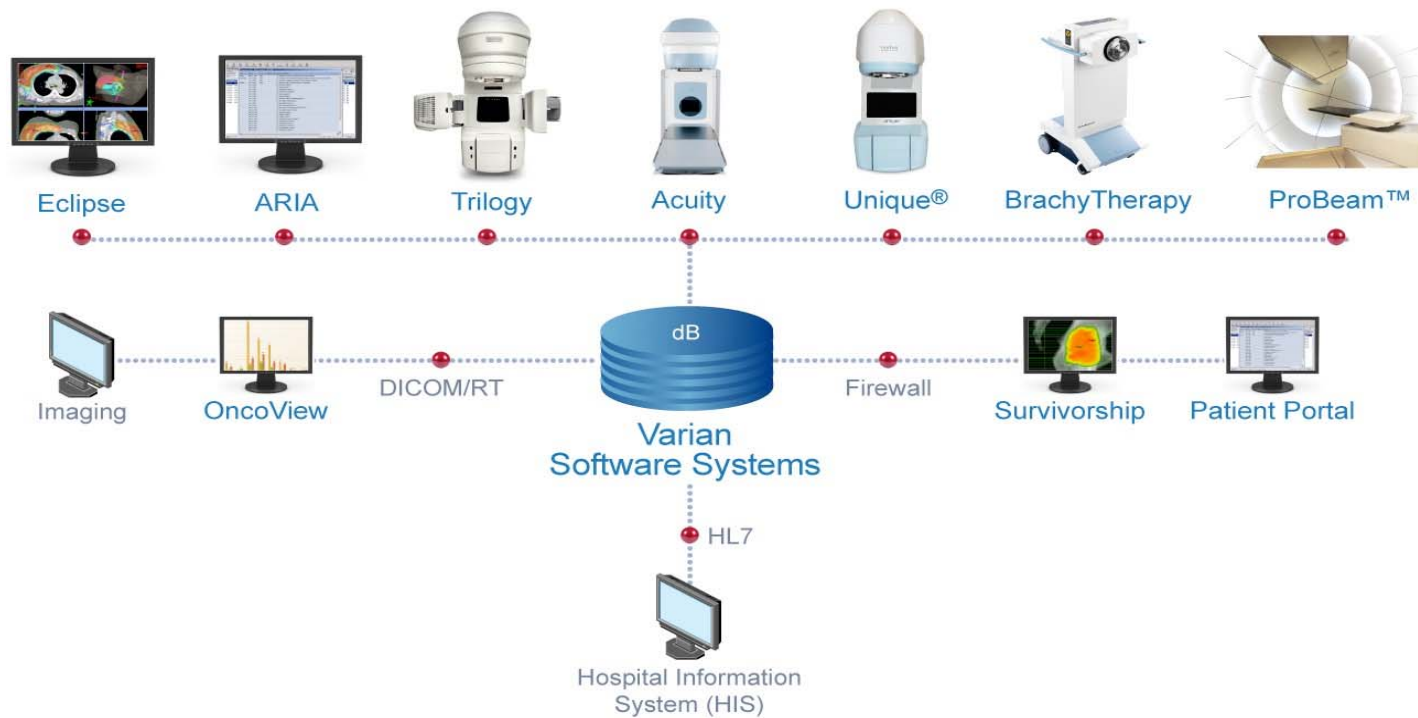 Eclipse
ARIA
Trilogy
Acuity
Unique®
BrachyTherapy
ProBeam™
dB
Imaging
OncoView
DICOM/RT
Varian
Software Systems
Firewall
Survivorship
Patient Portal
HL7
Hospital Information
System (HIS)